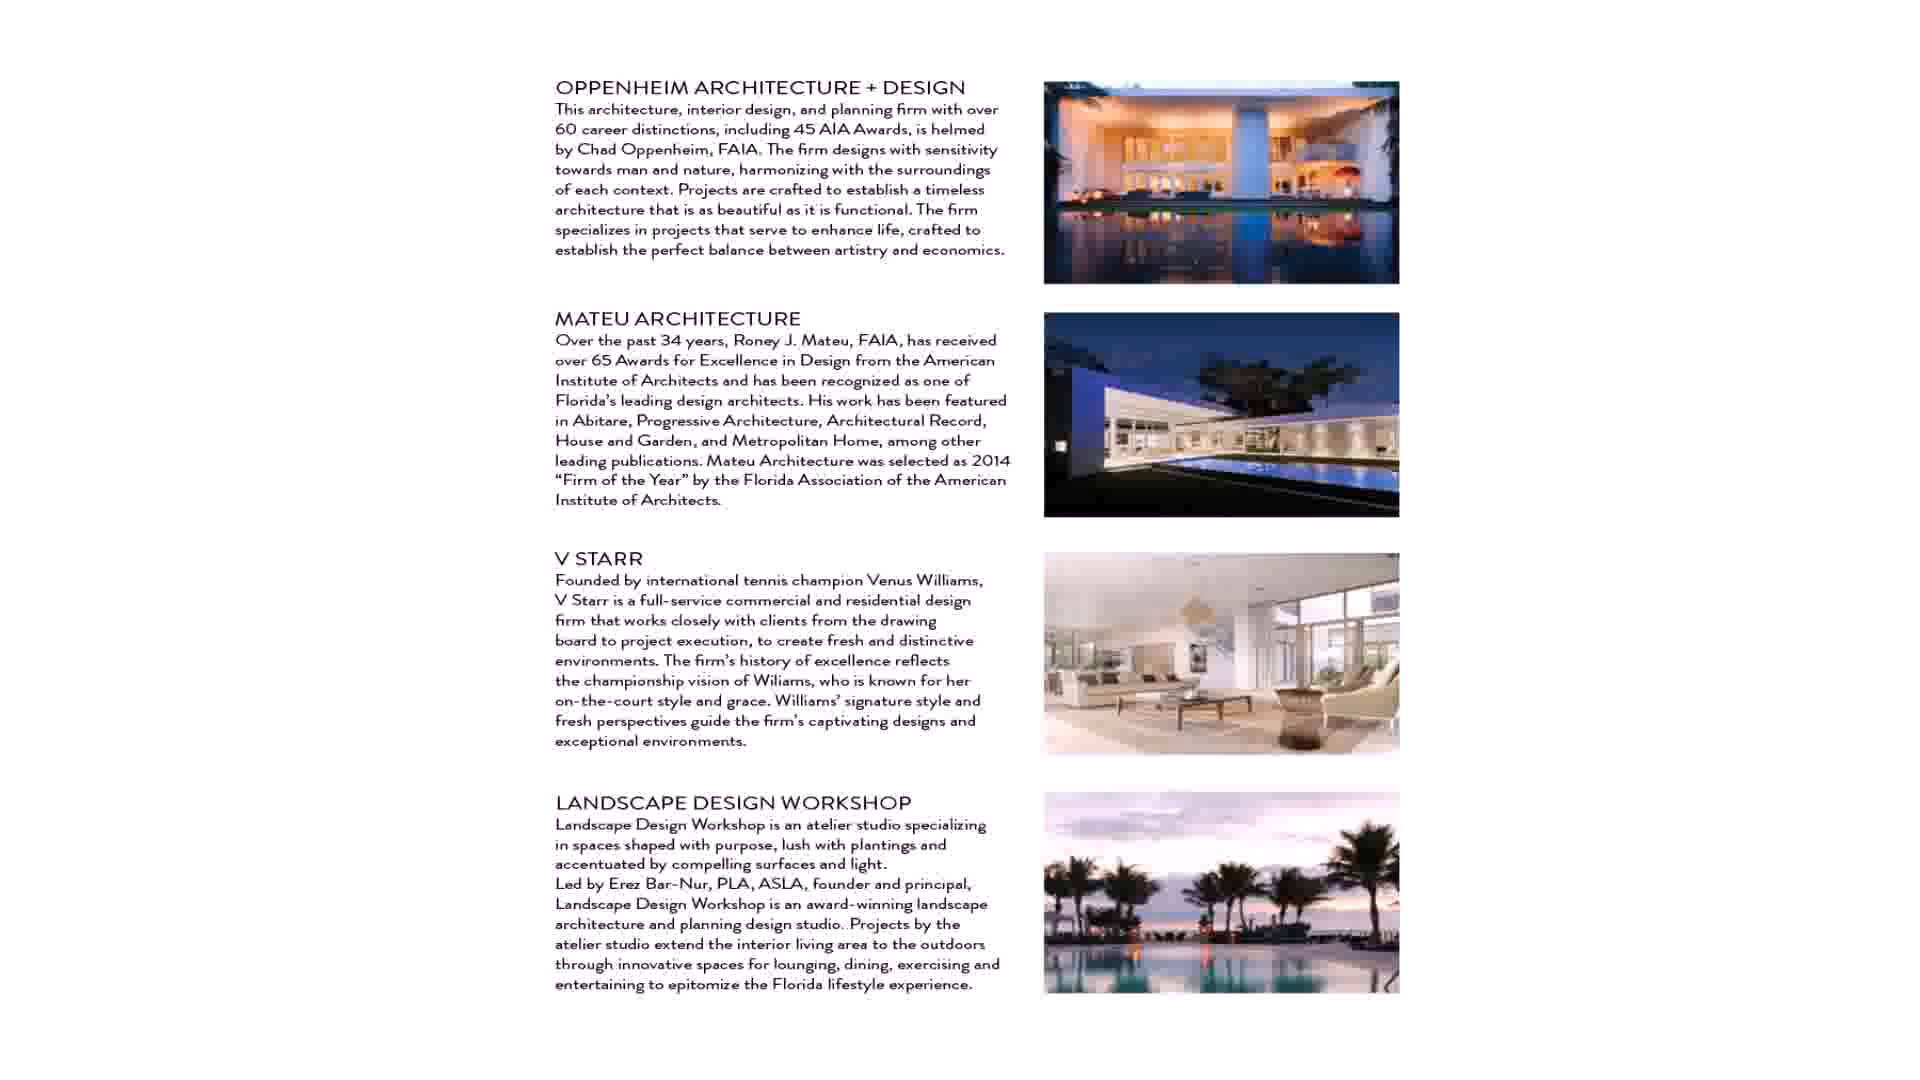 OPPENHEIM ARCHITECTURE + DESIGN
This architecture, interior design, and planning firm with over
60 career distinctions, including 45 AIA Awards, is helmed
by Chad Oppenheim, FAIA. The firm designs with sensitivity
towards man and nature, harmonizing with the surroundings
of each context. Projects are crafted to establish a timeless
architecture that is as beautiful as it is functional. The firm
specializes in projects that serve to enhance life, crafted to
establish the perfect balance between artistry and economics.
MATEU ARCHITECTURE
Over the past 34 years, Roney J. Mateu, FAIA, has received
over 65 Awards for Excellence in Design from the American
Institute of Architects and has been recognized as one of
Florida’s leading design architects. His work has been featured
in Abitare, Progressive Architecture, Architectural Record,
House and Garden, and Metropolitan Home, among other
leading publications. Mateu Architecture was selected as 2014
“Firm of the Year” by the Florida Association of the American
Institute of Architects.
V STARR
Founded by international tennis champion Venus Williams,
V Starr is a full-service commercial and residential design
firm that works closely with clients from the drawing
board to project execution, to create fresh and distinctive
environments. The firm’s history of excellence reflects
the championship vision of Wiliams, who is known for her
on-the-court style and grace. Williams’ signature style and
fresh perspectives guide the firm’s captivating designs and
exceptional environments.
LANDSCAPE DESIGN WORKSHOP
Landscape Design Workshop is an atelier studio specializing
in spaces shaped with purpose, lush with plantings and
accentuated by compelling surfaces and light.
Led by Erez Bar-Nur, PLA, ASLA, founder and principal,
Landscape Design Workshop is an award-winning landscape
architecture and planning design studio. Projects by the
atelier studio extend the interior living area to the outdoors
through innovative spaces for lounging, dining, exercising and
entertaining to epitomize the Florida lifestyle experience.